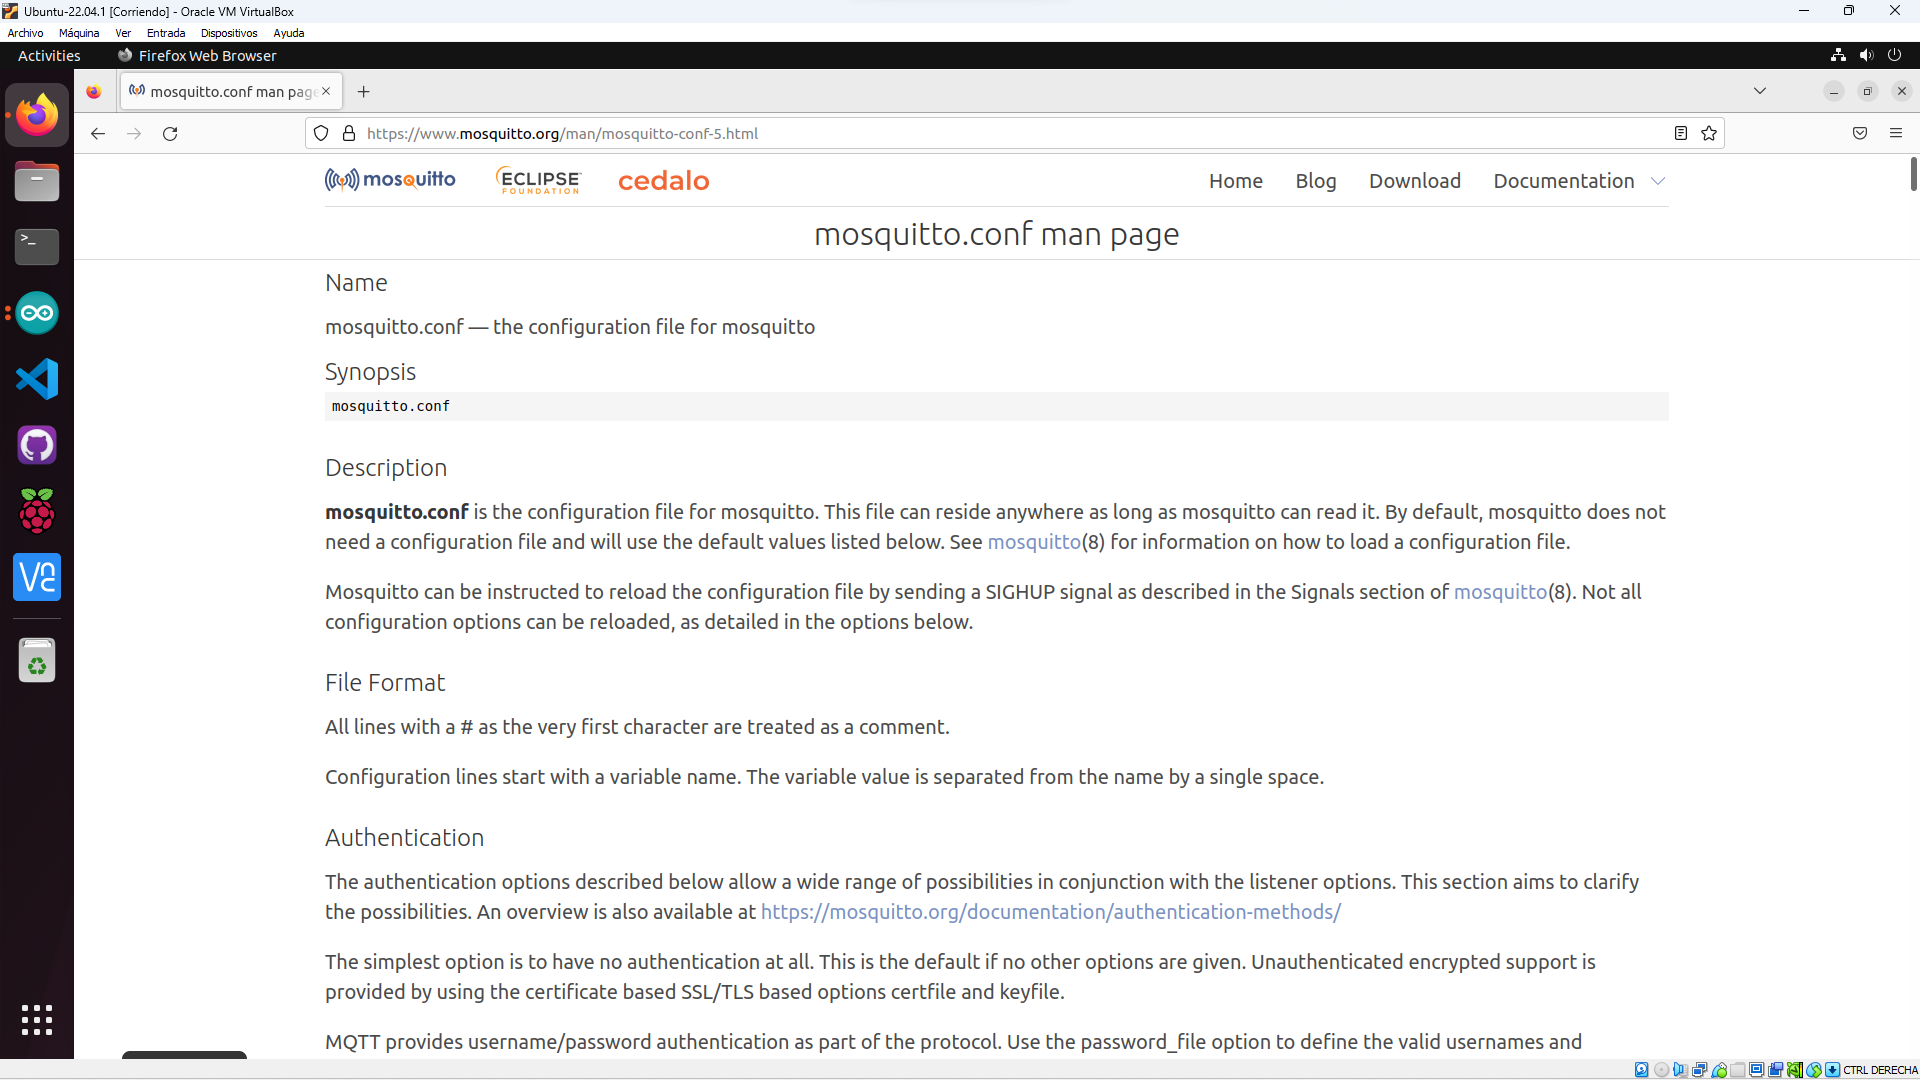 Ubuntu-22.04.1 [Corriendo] - Oracle VM VirtualBox
Archivo Máquina Ver Entrada Dispositivos Ayuda
Activities Firefox Web Browser
mosquitto.conf man page
https://www.mosquitto.org/man/mosquitto-conf-5.html
mosquitto ECLIPSE FOUNDATION cedalo Home Blog Download Documentation
mosquitto.conf man page
Name
mosquitto.conf — the configuration file for mosquitto
Synopsis
mosquitto.conf
Description
mosquitto.conf is the configuration file for mosquitto. This file can reside anywhere as long as mosquitto can read it. By default, mosquitto does not
need a configuration file and will use the default values listed below. See mosquitto(8) for information on how to load a configuration file.
Mosquitto can be instructed to reload the configuration file by sending a SIGHUP signal as described in the Signals section of mosquitto(8). Not all
configuration options can be reloaded, as detailed in the options below.
File Format
All lines with a # as the very first character are treated as a comment.
Configuration lines start with a variable name. The variable value is separated from the name by a single space.
Authentication
The authentication options described below allow a wide range of possibilities in conjunction with the listener options. This section aims to clarify
the possibilities. An overview is also available at https://mosquitto.org/documentation/authentication-methods/
The simplest option is to have no authentication at all. This is the default if no other options are given. Unauthenticated encrypted support is
provided by using the certificate based SSL/TLS based options certfile and keyfile.
MQTT provides username/password authentication as part of the protocol. Use the password_file option to define the valid usernames and
CTRL DERECHA